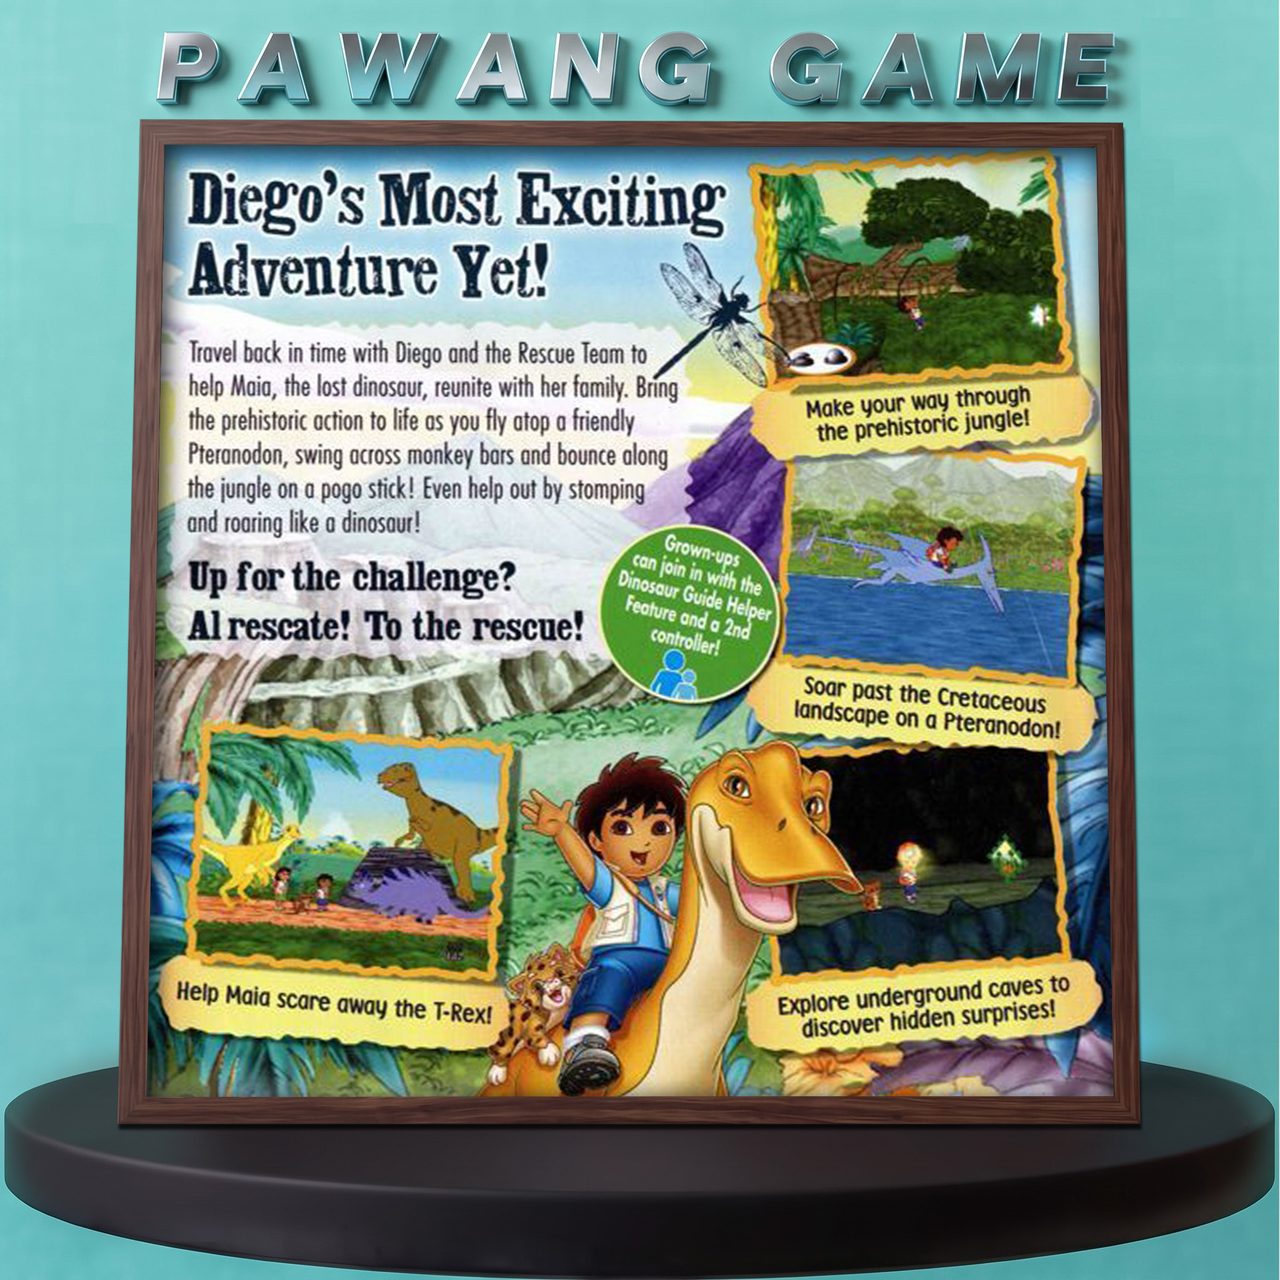 PAWANG GAME
Diego's Most Exciting
Adventure Yet!
Travel back in time with Diego and the Rescue Team to
help Maia, the lost dinosaur, reunite with her family. Bring
the prehistoric action to life as you fly atop a friendly
Pteranodon, swing across monkey bars and bounce along
the jungle on a pogo stick! Even help out by stomping
and roaring like a dinosaur!
Up for the challenge?
Al rescate! To the rescue!
Grown-ups
can join in with the
Dinosaur Guide Helper
Feature and a 2nd
controller!
Make your way through
the prehistoric jungle!
Soar past the Cretaceous
landscape on a Pteranodon!
Help Maia scare away the T-Rex!
Explore underground caves to
discover hidden surprises!